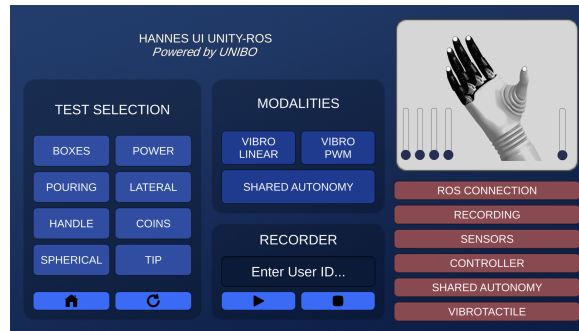 HANNES UI UNITY-ROS
Powered by UNIBO
TEST SELECTION
BOXES
POWER
POURING
LATERAL
HANDLE
COINS
SPHERICAL
TIP
MODALITIES
VIBRO
LINEAR
VIBRO
PWM
SHARED AUTONOMY
RECORDER
Enter User ID...
ROS CONNECTION
RECORDING
SENSORS
CONTROLLER
SHARED AUTONOMY
VIBROTACTILE